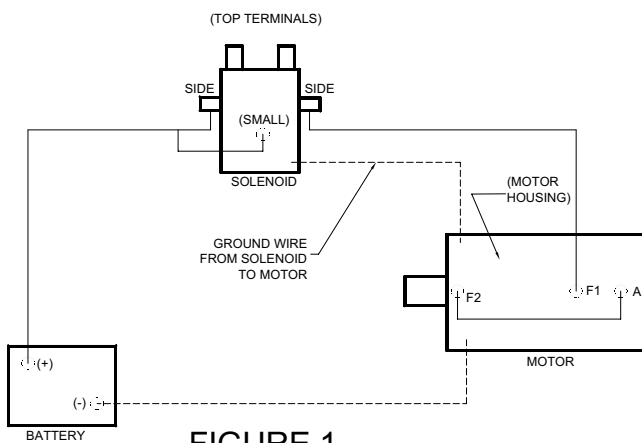 (TOP TERMINALS)
SIDE
SIDE
(SMALL)
SOLENOID
(MOTOR
HOUSING)
GROUND WIRE
FROM SOLENOID
TO MOTOR
F2
F1
A
MOTOR
(+)
(-)
BATTERY
FIGURE 1